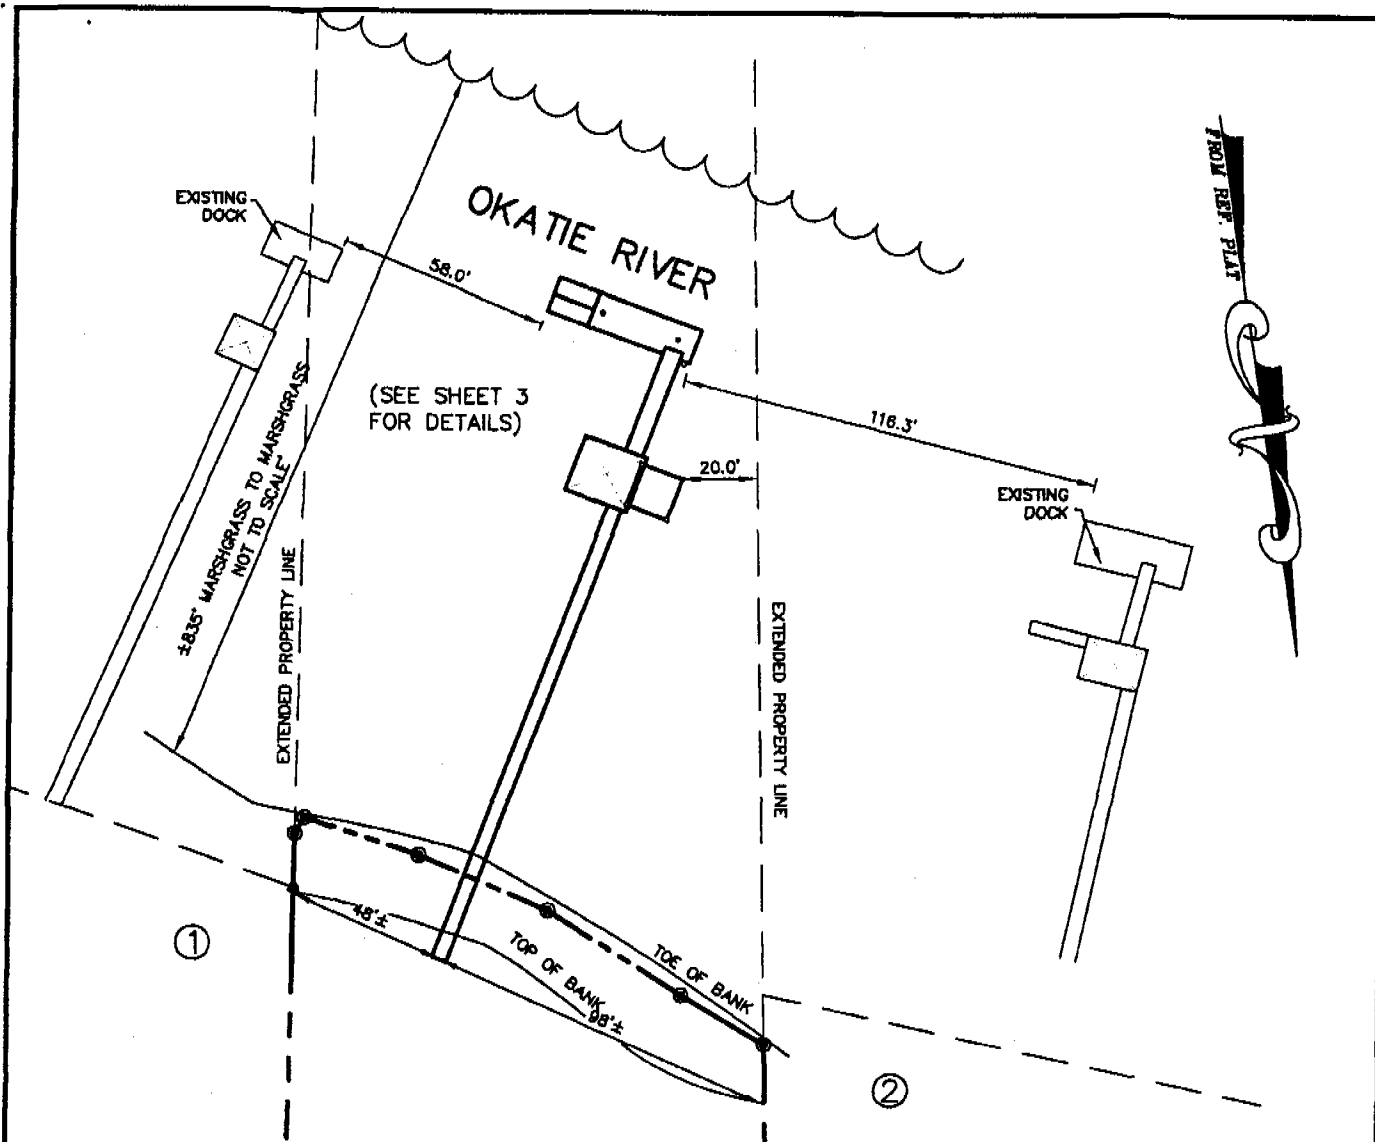 EXISTING
DOCK
OKATIE RIVER
58.0'
FROM REF. PLAT
(SEE SHEET 3
FOR DETAILS)
116.3'
20.0'
EXISTING
DOCK
±835' MARSHGRASS TO MARSHGRASS
NOT TO SCALE
EXTENDED PROPERTY LINE
EXTENDED PROPERTY LINE
48'±
TOP OF BANK
TOE OF BANK
98'±
1
2